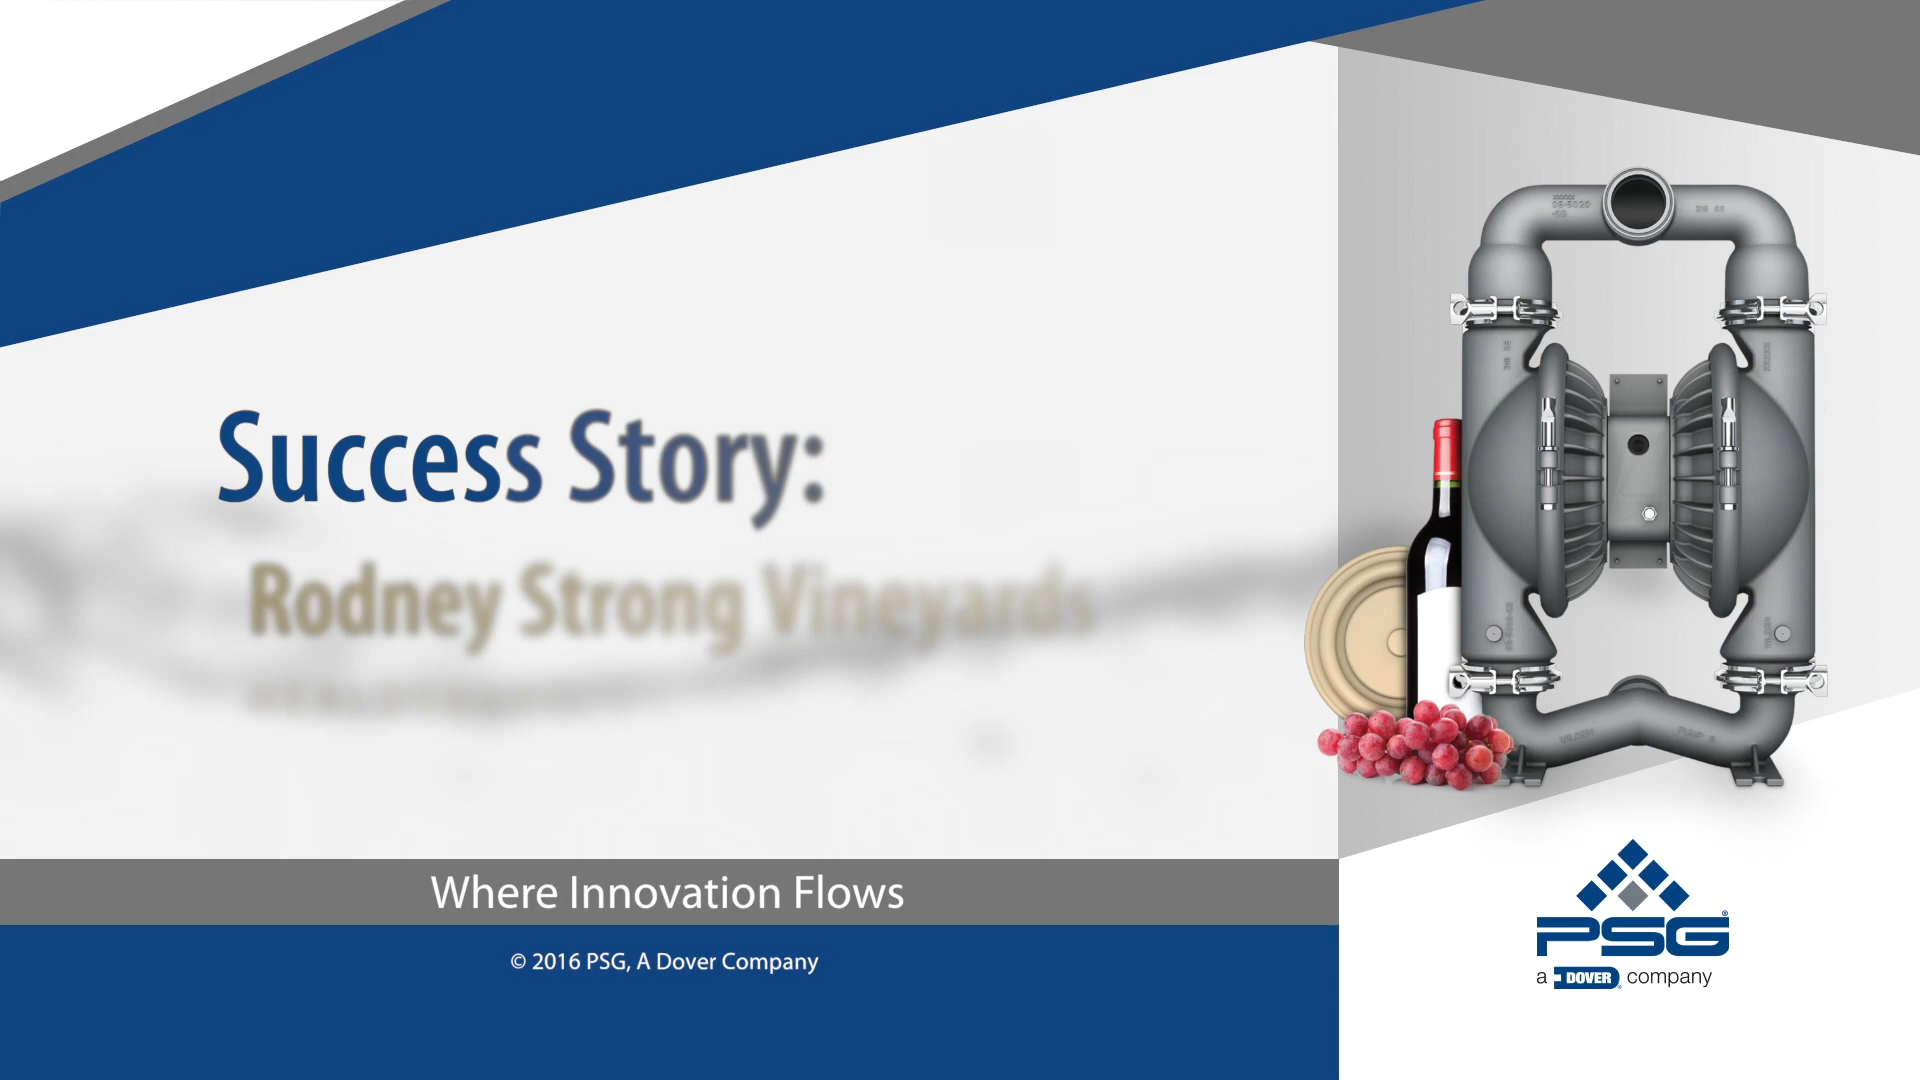 Success Story:
Rodney Strong Vineyards
Where Innovation Flows
© 2016 PSG, A Dover Company
PSG®
a DOVER company